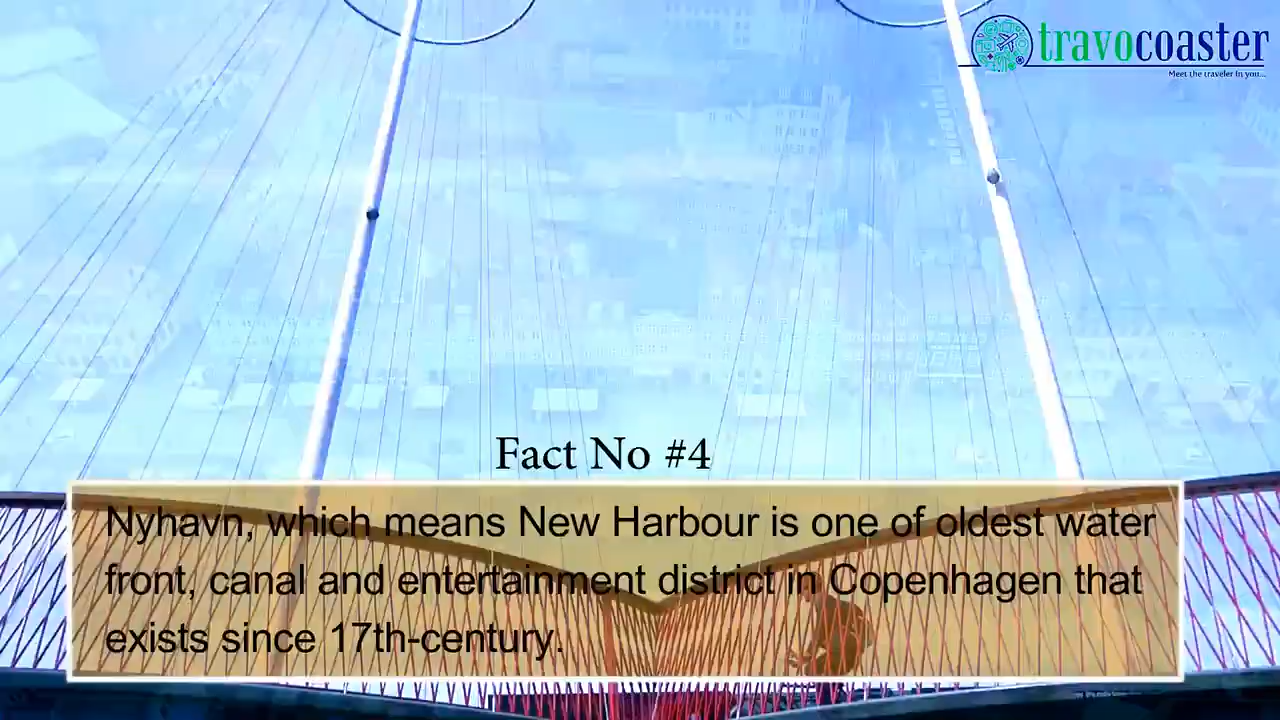 travocoaster
Meet the traveler in you...
Fact No #4
Nyhavn, which means New Harbour is one of oldest water
front, canal and entertainment district in Copenhagen that
exists since 17th-century.